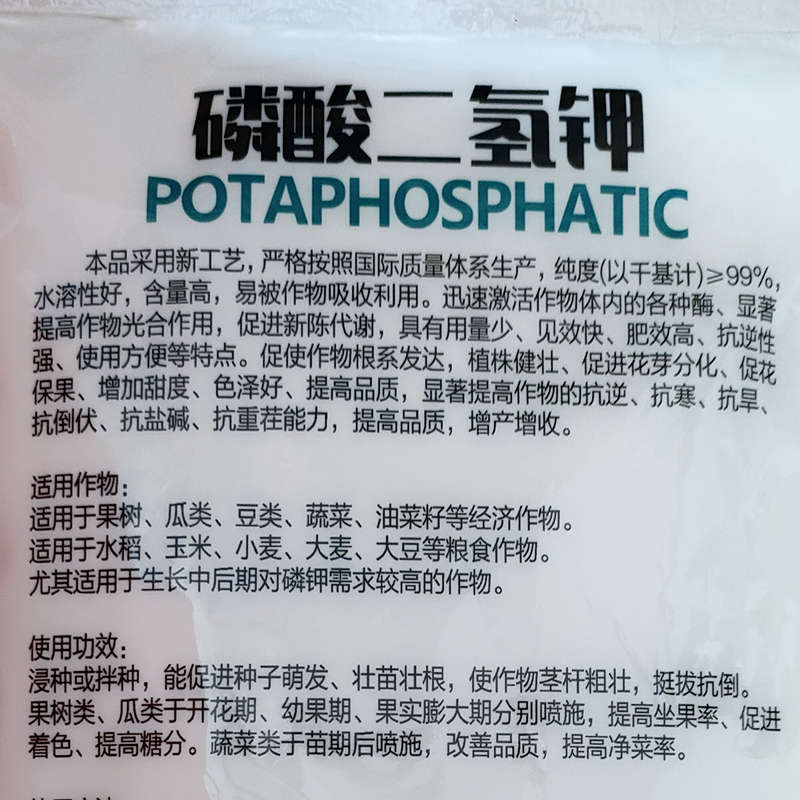 磷酸二氢钾
POTAPHOSPHATIC
本品采用新工艺，严格按照国际质量体系生产，纯度(以干基计)≥99%，
水溶性好，含量高，易被作物吸收利用。迅速激活作物体内的各种酶、显著
提高作物光合作用，促进新陈代谢，具有用量少、见效快、肥效高、抗逆性
强、使用方便等特点。促使作物根系发达，植株健壮、促进花芽分化、促花
保果、增加甜度、色泽好、提高品质，显著提高作物的抗逆、抗寒、抗旱、
抗倒伏、抗盐碱、抗重茬能力，提高品质，增产增收。
适用作物：
适用于果树、瓜类、豆类、蔬菜、油菜籽等经济作物。
适用于水稻、玉米、小麦、大麦、大豆等粮食作物。
尤其适用于生长中后期对磷钾需求较高的作物。
使用功效：
浸种或拌种，能促进种子萌发、壮苗壮根，使作物茎杆粗壮，挺拔抗倒。
果树类、瓜类于开花期、幼果期、果实膨大期分别喷施，提高坐果率、促进
着色、提高糖分。蔬菜类于苗期后喷施，改善品质，提高净菜率。